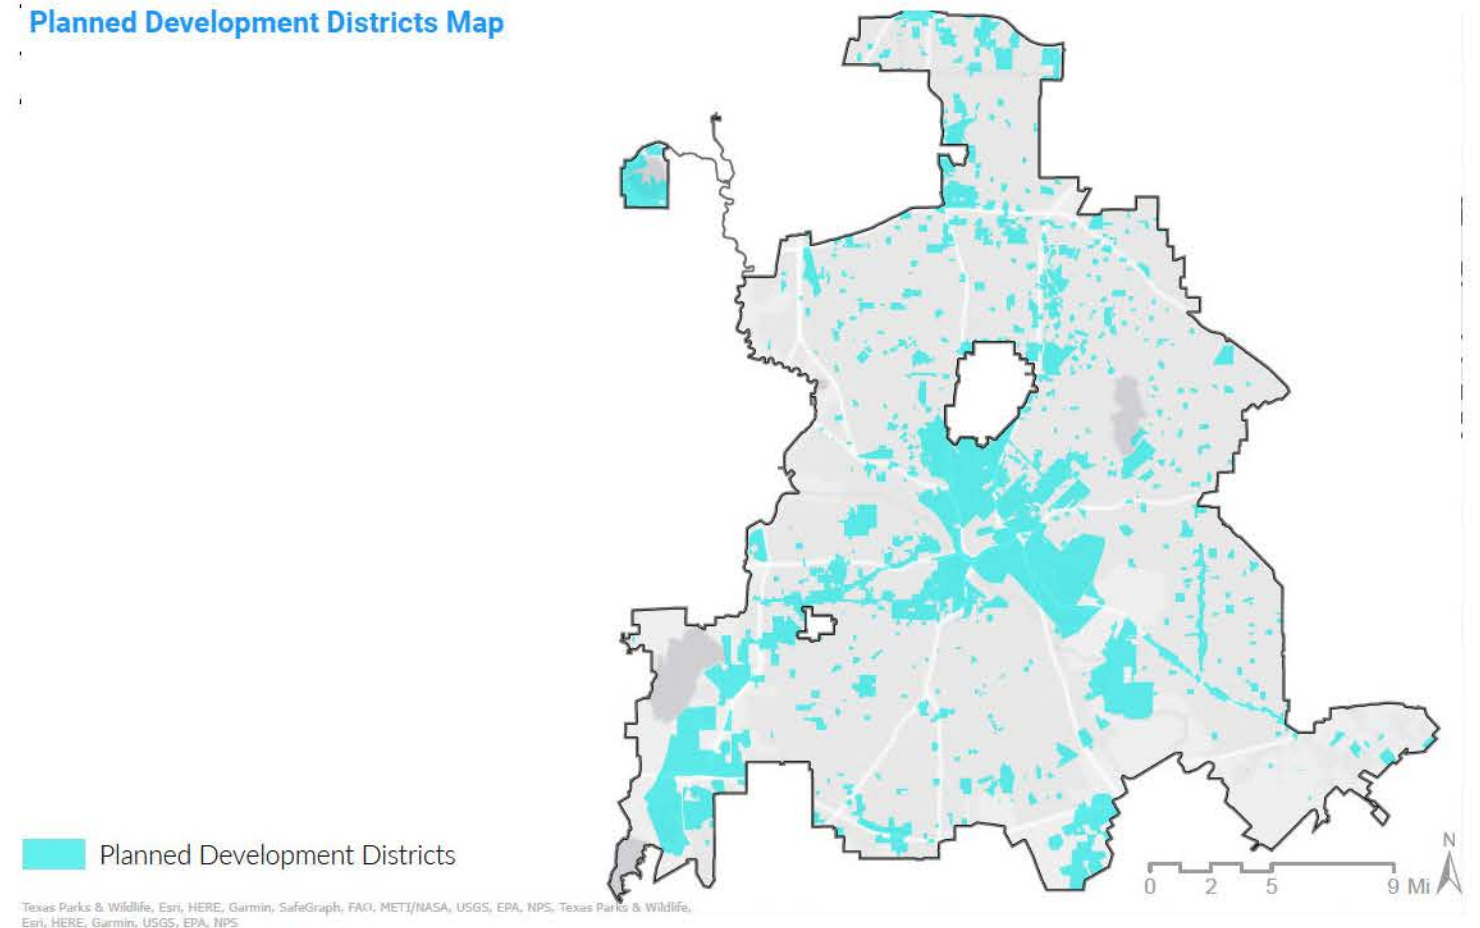 Planned Development Districts Map
Planned Development Districts
N
0 2 5 9 Mi
Texas Parks & Wildlife, Esri, HERE, Garmin, SafeGraph, FAO, METI/NASA, USGS, EPA, NPS, Texas Parks & Wildlife,
Esri, HERE, Garmin, USGS, EPA, NPS